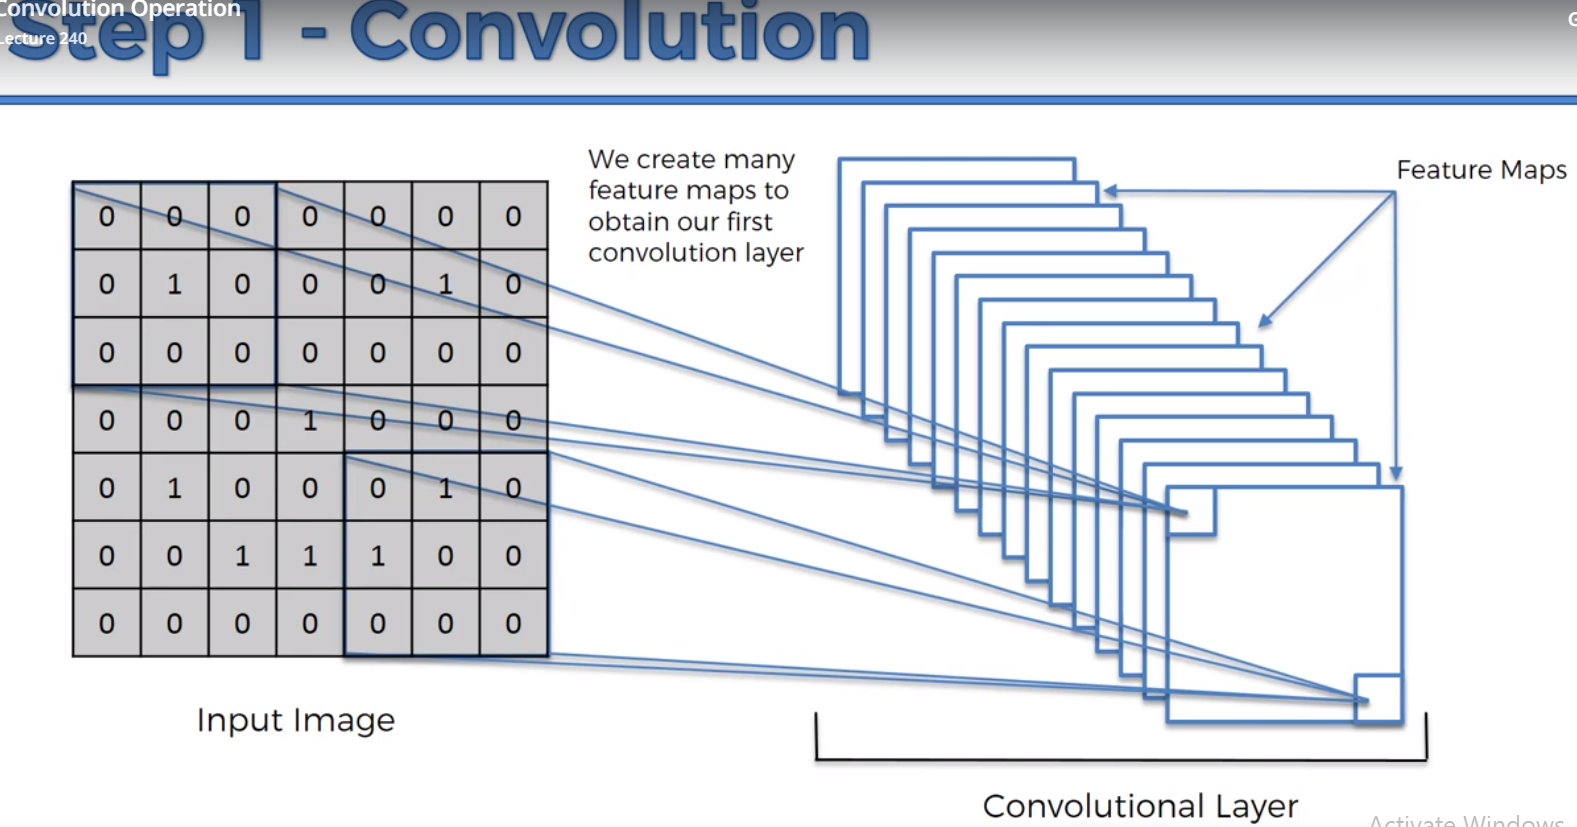 Convolution Operation
Lecture 240
Step 1 - Convolution
G
We create many
feature maps to
obtain our first
convolution layer
Feature Maps
0 0 0 0 0 0 0
0 1 0 0 0 1 0
0 0 0 0 0 0 0
0 0 0 1 0 0 0
0 1 0 0 0 1 0
0 0 1 1 1 0 0
0 0 0 0 0 0 0
Input Image
Convolutional Layer
Activate Windows